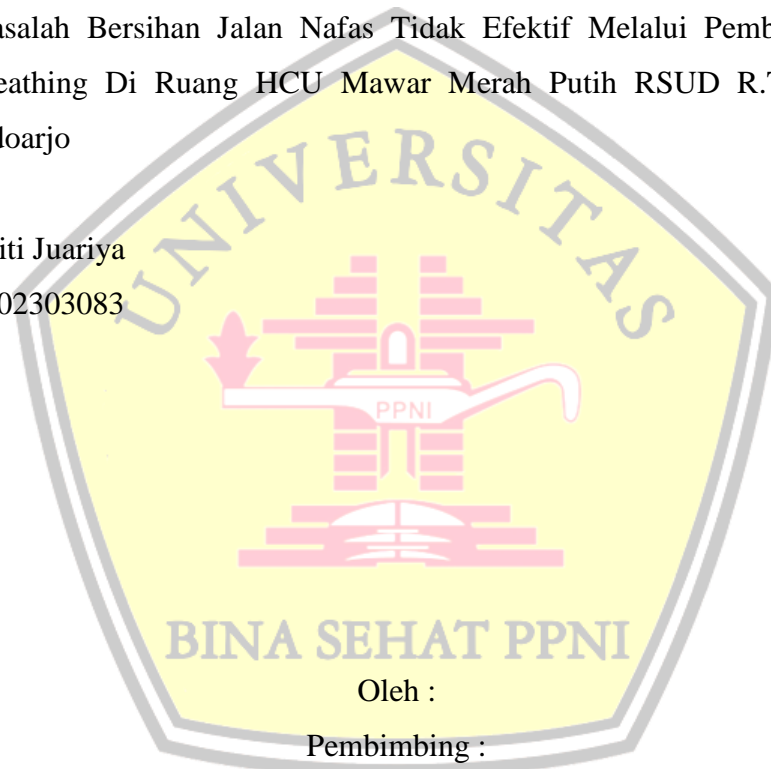 asalah Bersihan Jalan Nafas Tidak Efektif Melalui Pemb
eathing Di Ruang HCU Mawar Merah Putih RSUD R.T
doarjo
UNIVERSITAS
iti Juariya
02303083
PPNI
BINA SEHAT PPNI
Oleh :
Pembimbing :